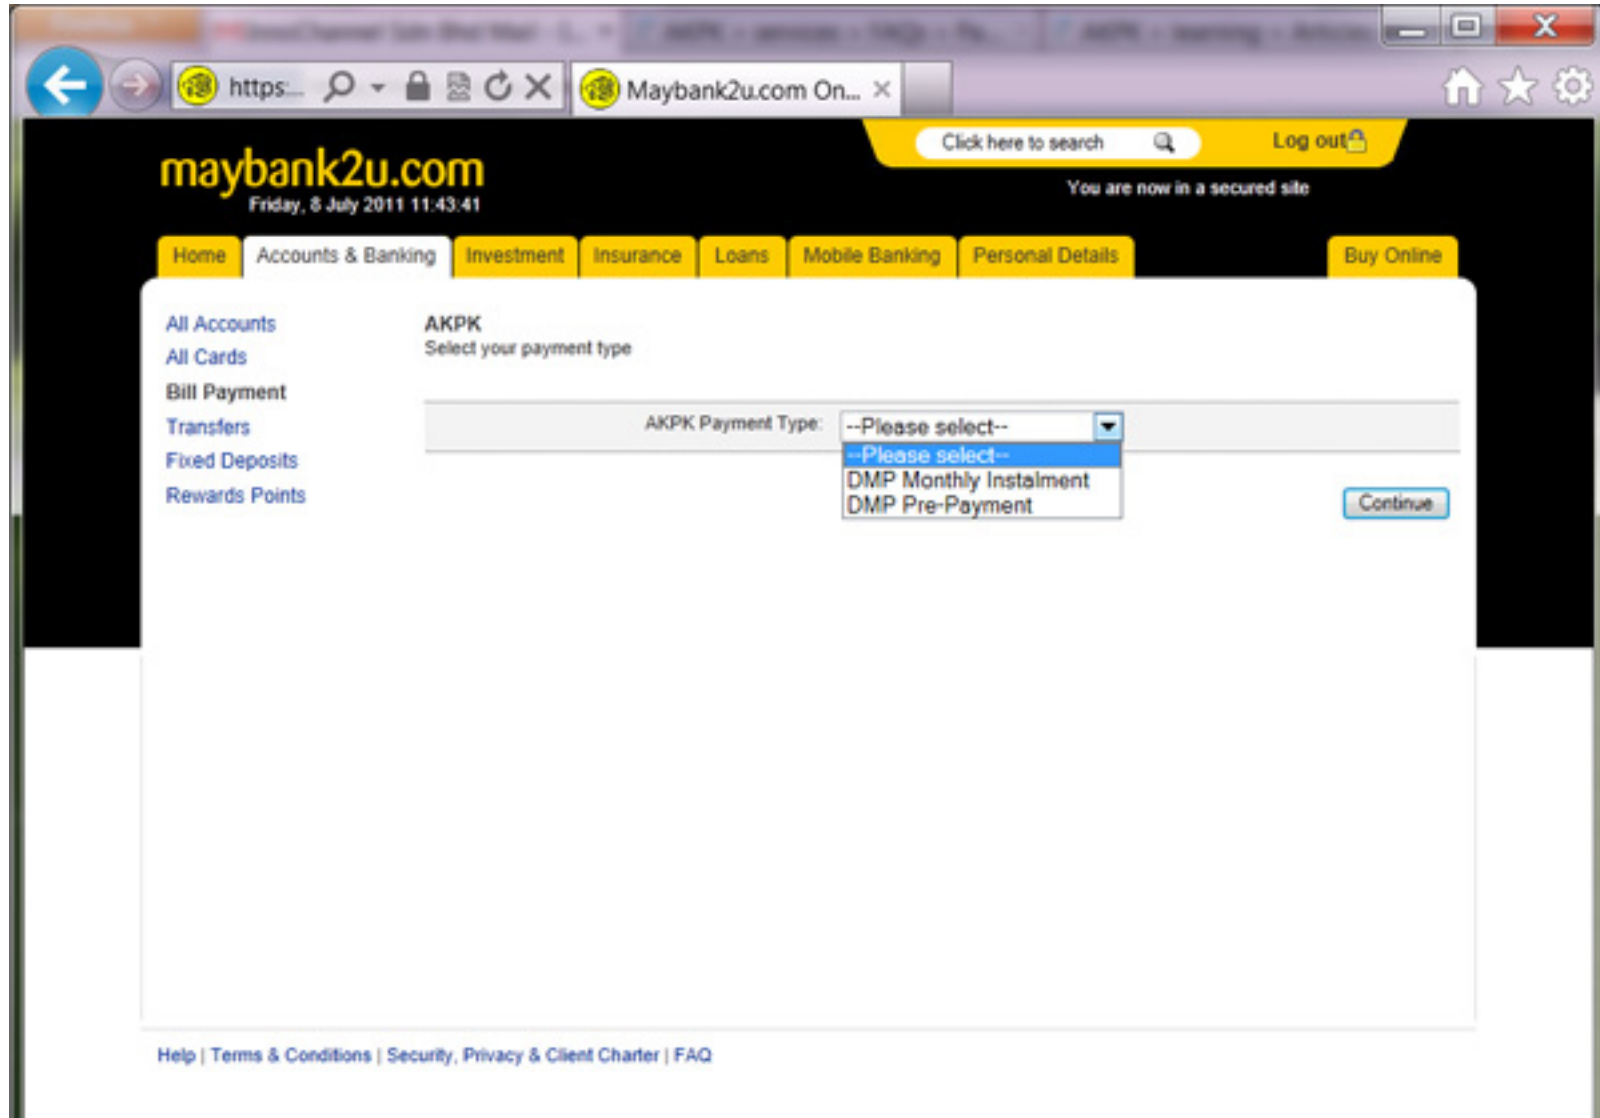 https:...
Maybank2u.com On...
Click here to search
Log out
maybank2u.com
Friday, 8 July 2011 11:43:41
You are now in a secured site
Home
Accounts & Banking
Investment
Insurance
Loans
Mobile Banking
Personal Details
Buy Online
All Accounts
All Cards
Bill Payment
Transfers
Fixed Deposits
Rewards Points
AKPK
Select your payment type
AKPK Payment Type:
--Please select--
--Please select--
DMP Monthly Instalment
DMP Pre-Payment
Continue
Help | Terms & Conditions | Security, Privacy & Client Charter | FAQ